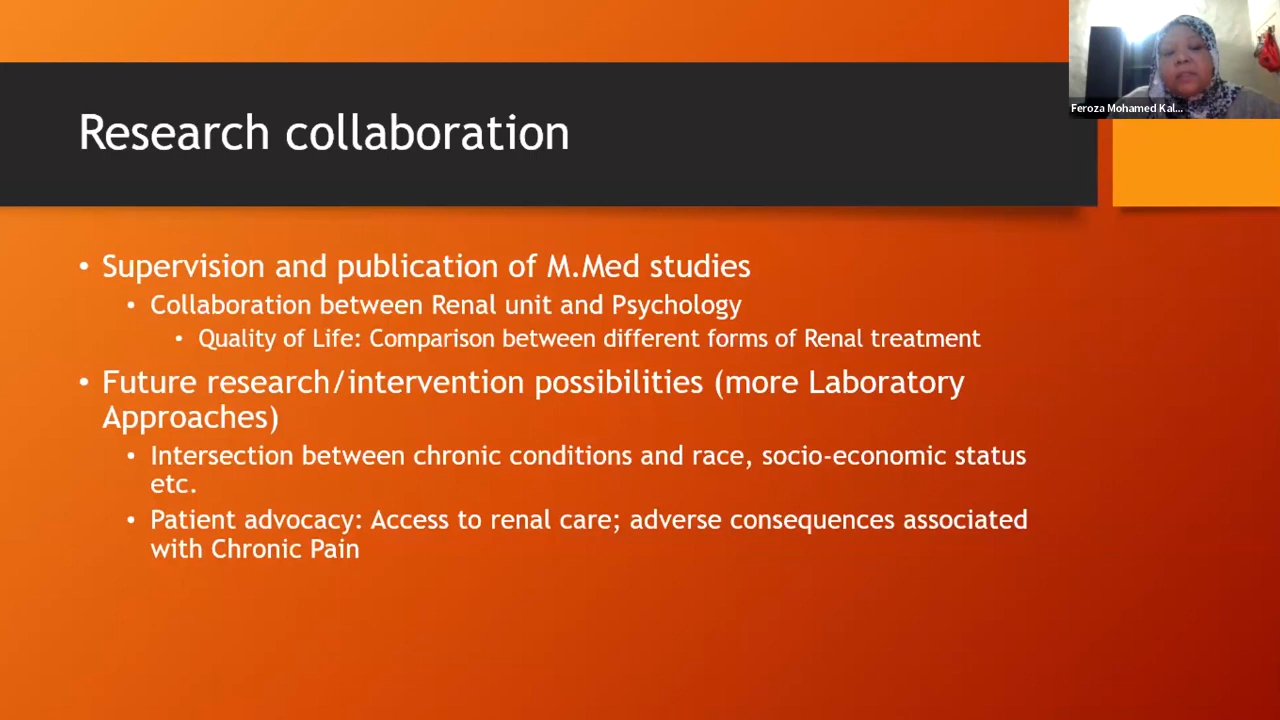 Feroza Mohamed Kal...
Research collaboration
• Supervision and publication of M.Med studies
• Collaboration between Renal unit and Psychology
• Quality of Life: Comparison between different forms of Renal treatment
• Future research/intervention possibilities (more Laboratory
Approaches)
• Intersection between chronic conditions and race, socio-economic status
etc.
• Patient advocacy: Access to renal care; adverse consequences associated
with Chronic Pain